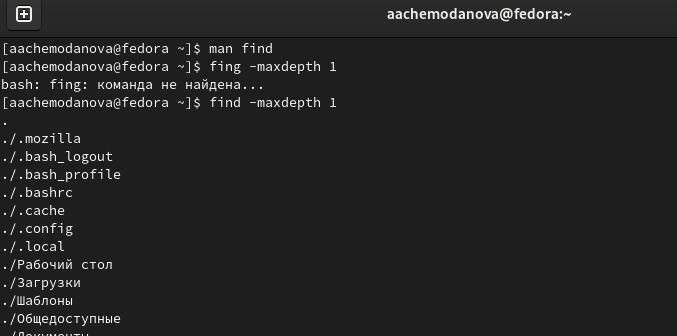 aachemodanova@fedora:~
[aachemodanova@fedora ~]$ man find
[aachemodanova@fedora ~]$ fing -maxdepth 1
bash: fing: команда не найдена...
[aachemodanova@fedora ~]$ find -maxdepth 1
.
./.mozilla
./.bash_logout
./.bash_profile
./.bashrc
./.cache
./.config
./.local
./Рабочий стол
./Загрузки
./Шаблоны
./Общедоступные
./Документы